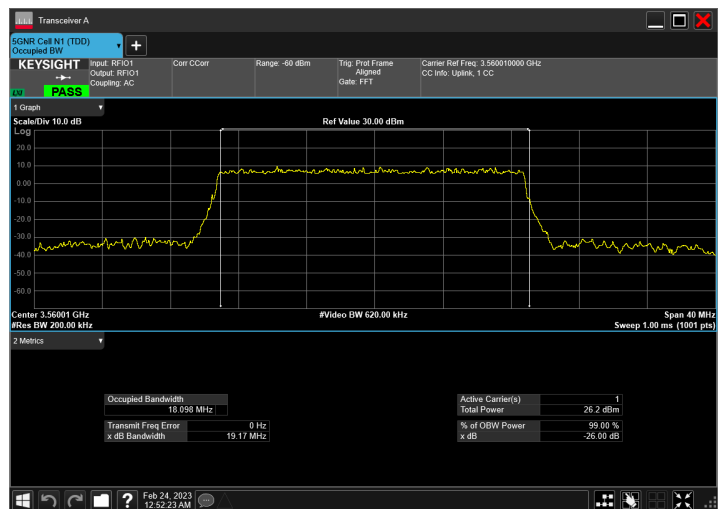 Transceiver A
5GNR Cell N1 (TDD)
Occupied BW
KEYSIGHT
LXI
PASS
Input: RFIO1
Output: RFIO1
Coupling: AC
Corr CCorr
Range: -60 dBm
Trig: Prot Frame
Aligned
Gate: FFT
Carrier Ref Freq: 3.560010000 GHz
CC Info: Uplink, 1 CC
1 Graph
Scale/Div 10.0 dB
Ref Value 30.00 dBm
Log
20.0
10.0
0.00
-10.0
-20.0
-30.0
-40.0
-50.0
-60.0
Center 3.56001 GHz
#Video BW 620.00 kHz
Span 40 MHz
#Res BW 200.00 kHz
Sweep 1.00 ms (1001 pts)
2 Metrics
Occupied Bandwidth
18.098 MHz
Transmit Freq Error 0 Hz
x dB Bandwidth 19.17 MHz
Active Carrier(s) 1
Total Power 26.2 dBm
% of OBW Power 99.00 %
x dB -26.00 dB
?
Feb 24, 2023
12:52:23 AM